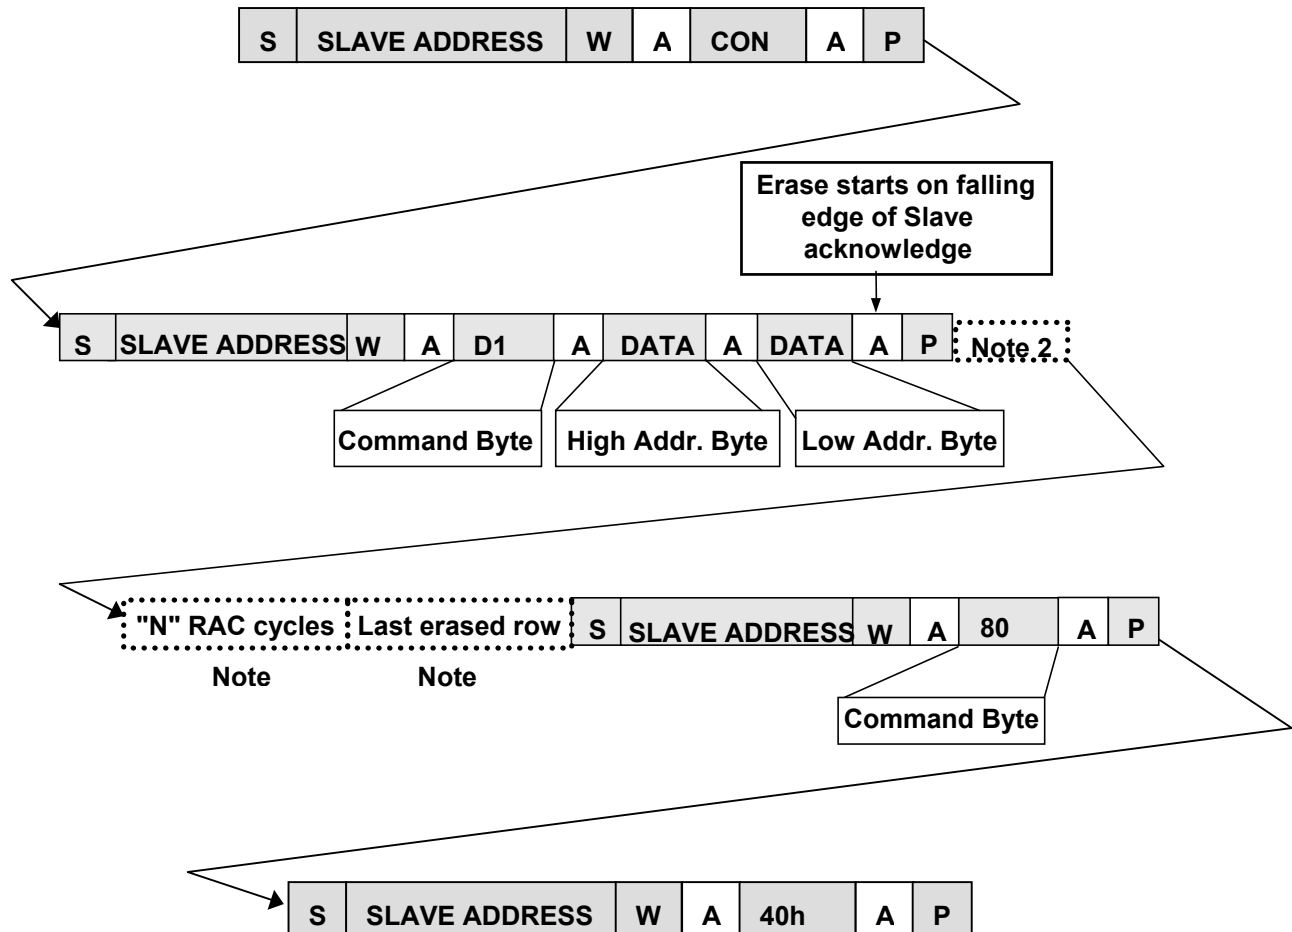 S SLAVE ADDRESS W A CON A P
Erase starts on falling
edge of Slave
acknowledge
S SLAVE ADDRESS W A D1 A DATA A DATA A P Note 2
Command Byte High Addr. Byte Low Addr. Byte
"N" RAC cycles Last erased row S SLAVE ADDRESS W A 80 A P
Note Note
Command Byte
S SLAVE ADDRESS W A 40h A P